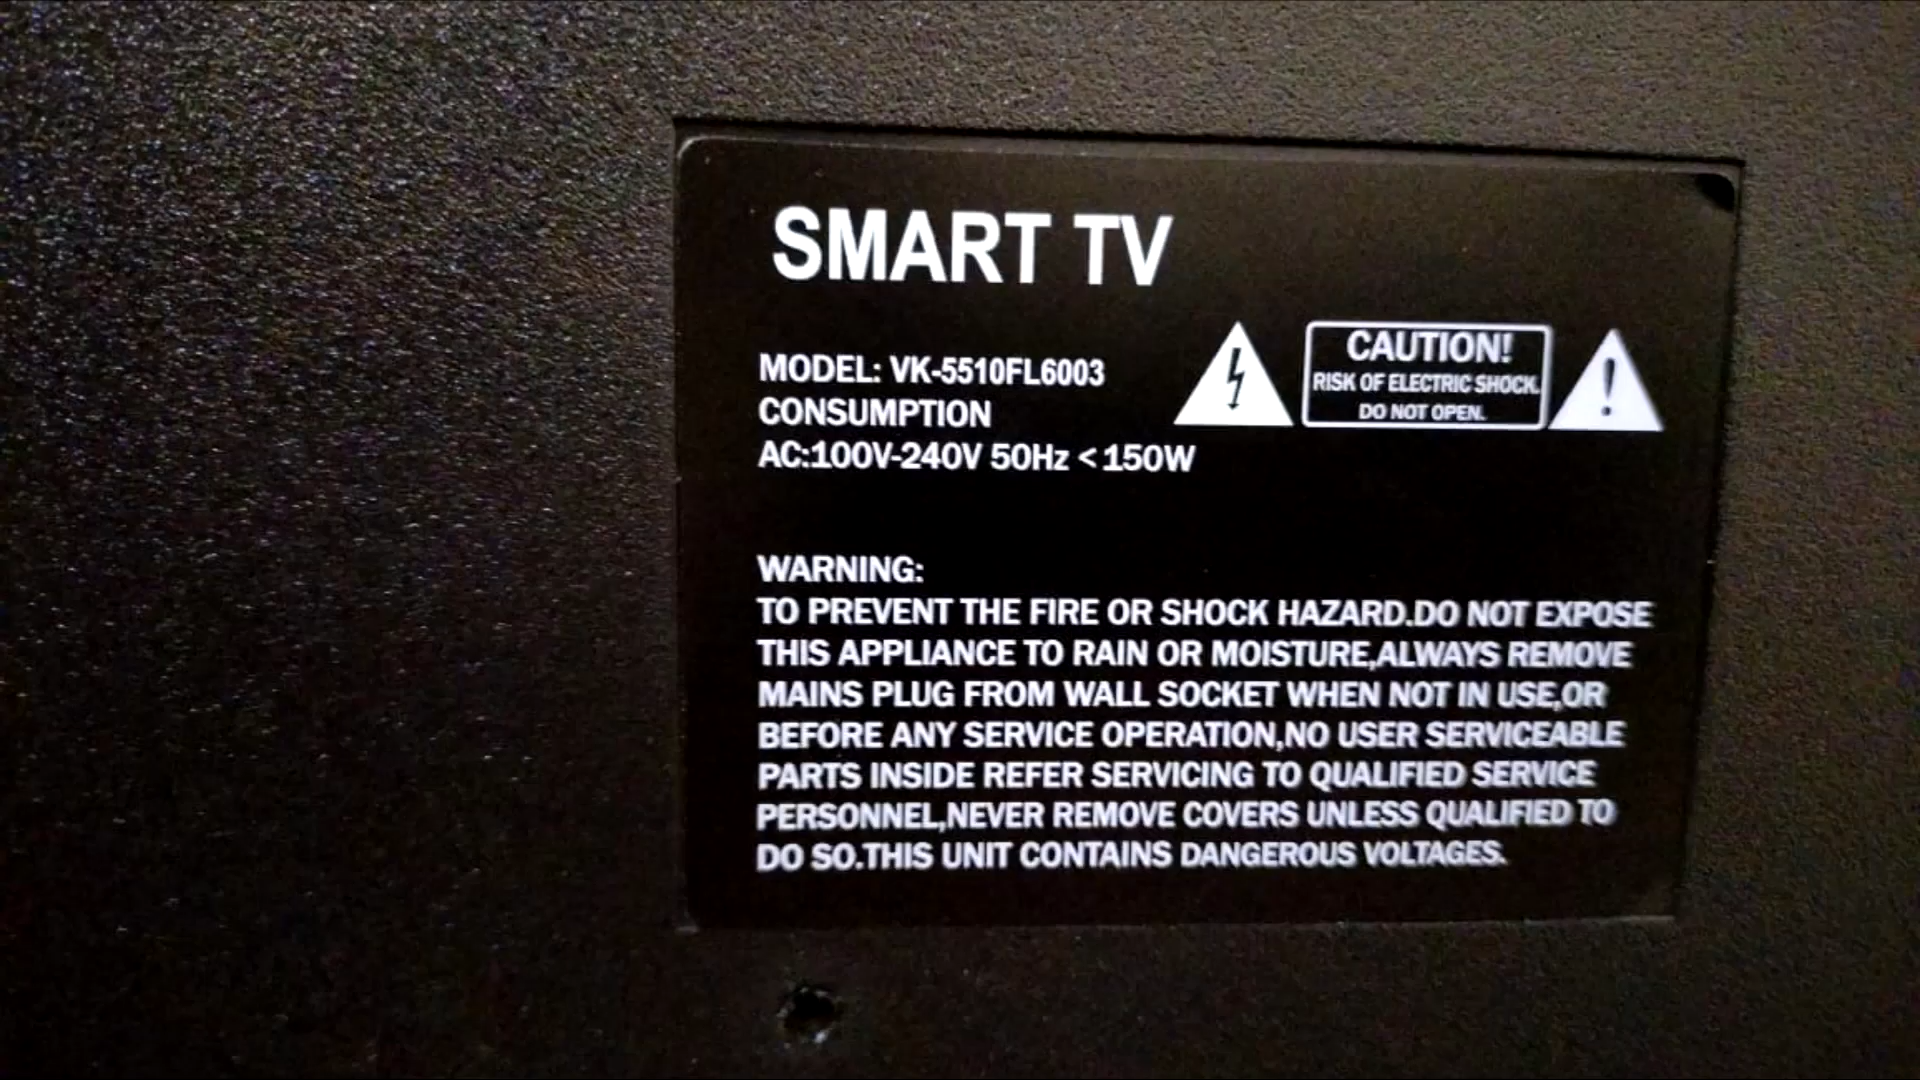 SMART TV
MODEL: VK-5510FL6003
CONSUMPTION
AC:100V-240V 50Hz <150W
CAUTION!
RISK OF ELECTRIC SHOCK.
DO NOT OPEN.
WARNING:
TO PREVENT THE FIRE OR SHOCK HAZARD.DO NOT EXPOSE
THIS APPLIANCE TO RAIN OR MOISTURE,ALWAYS REMOVE
MAINS PLUG FROM WALL SOCKET WHEN NOT IN USE,OR
BEFORE ANY SERVICE OPERATION,NO USER SERVICEABLE
PARTS INSIDE REFER SERVICING TO QUALIFIED SERVICE
PERSONNEL,NEVER REMOVE COVERS UNLESS QUALIFIED TO
DO SO.THIS UNIT CONTAINS DANGEROUS VOLTAGES.